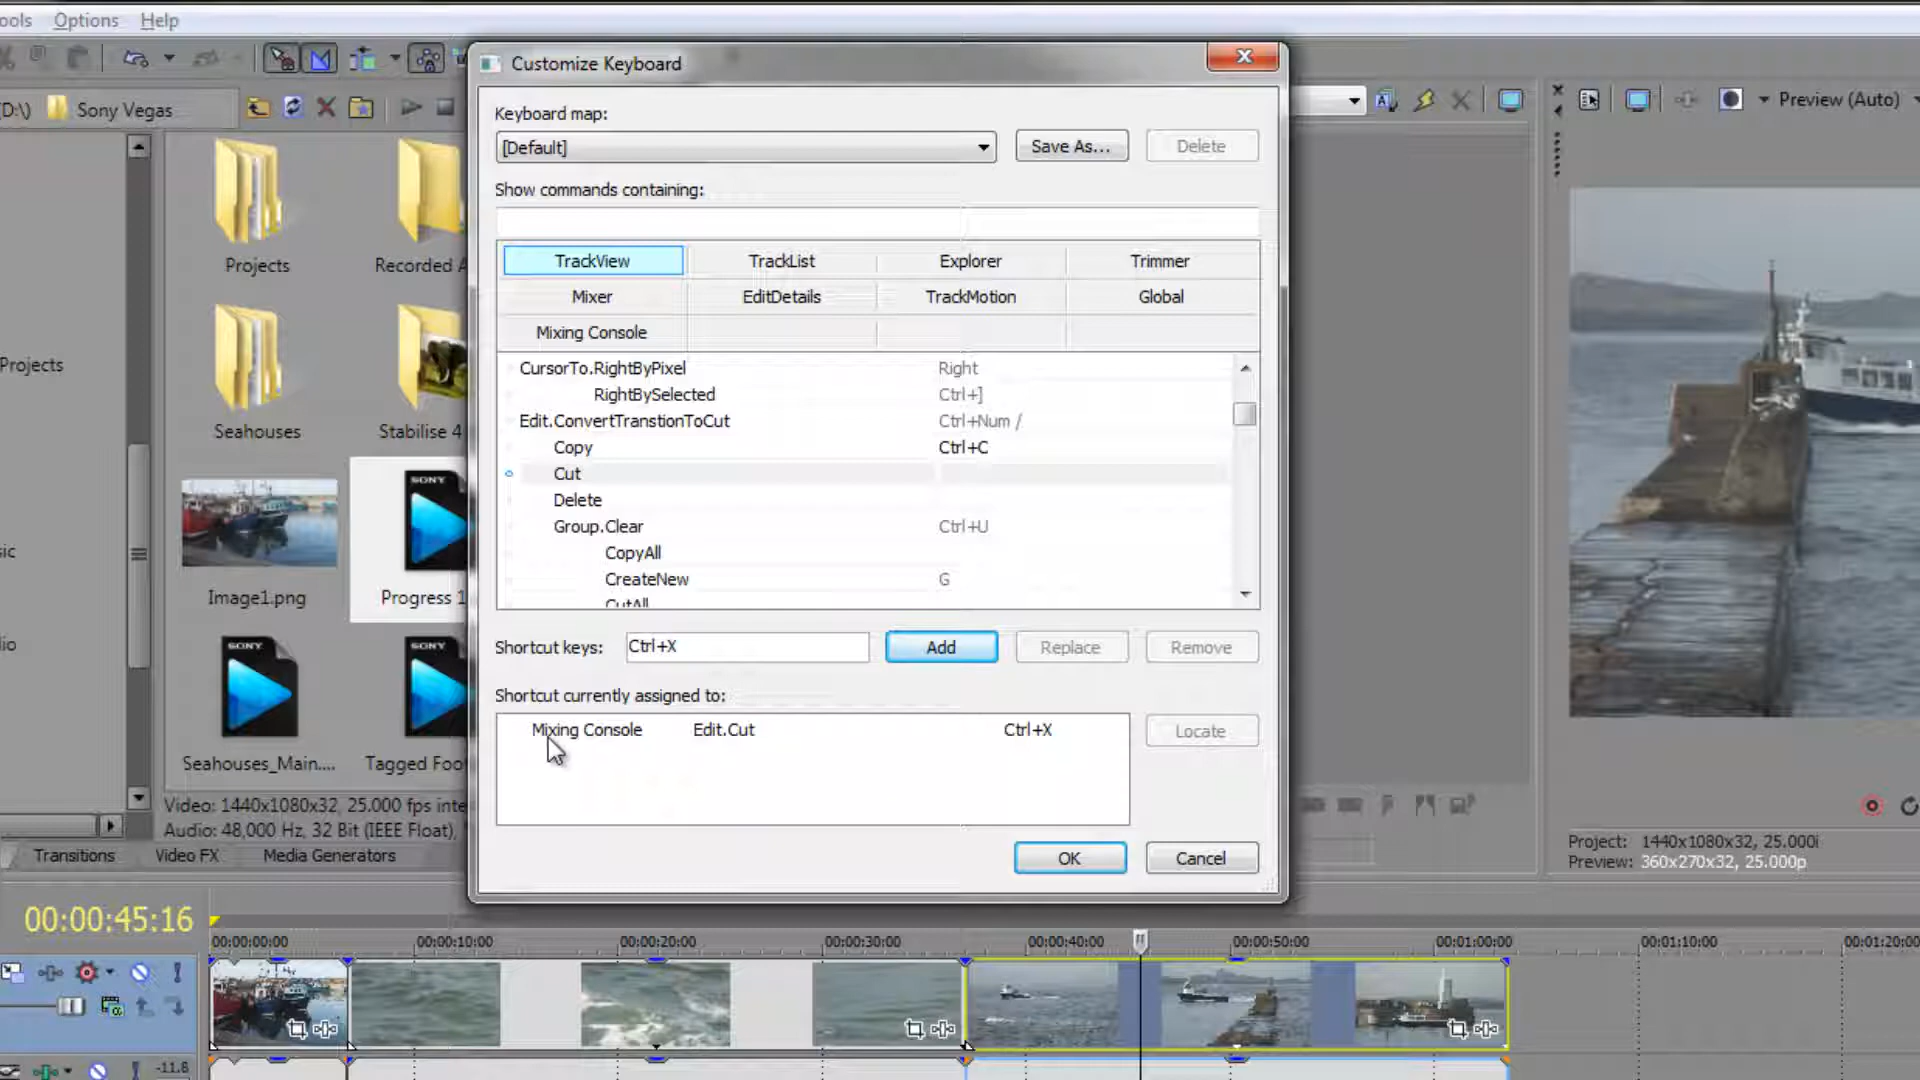 ools Options Help
Customize Keyboard
(D:\) Sony Vegas
Preview (Auto)
Keyboard map:
[Default]
Save As...
Delete
Show commands containing:
TrackView TrackList Explorer Trimmer
Mixer EditDetails TrackMotion Global
Mixing Console
CursorTo.RightByPixel Right
RightBySelected Ctrl+]
Edit.ConvertTranstionToCut Ctrl+Num /
Copy Ctrl+C
Cut
Delete
Group.Clear Ctrl+U
CopyAll
CreateNew G
CutAll
Shortcut keys: Ctrl+X Add Replace Remove
Shortcut currently assigned to:
Mixing Console Edit.Cut Ctrl+X
Locate
OK Cancel
Projects
Recorded A
Projects
Seahouses
Stabilise 4
SONY
ic
Image1.png
Progress 1
io
SONY
SONY
Seahouses_Main....
Tagged Foo
Video: 1440x1080x32, 25.000 fps inte
Audio: 48,000 Hz, 32 Bit (IEEE Float),
Transitions Video FX Media Generators
Project: 1440x1080x32, 25.000i
Preview: 360x270x32, 25.000p
00:00:45:16
00:00:00:00 00:00:10:00 00:00:20:00 00:00:30:00 00:00:40:00 00:00:50:00 00:01:00:00 00:01:10:00 00:01:20:00
-11.8